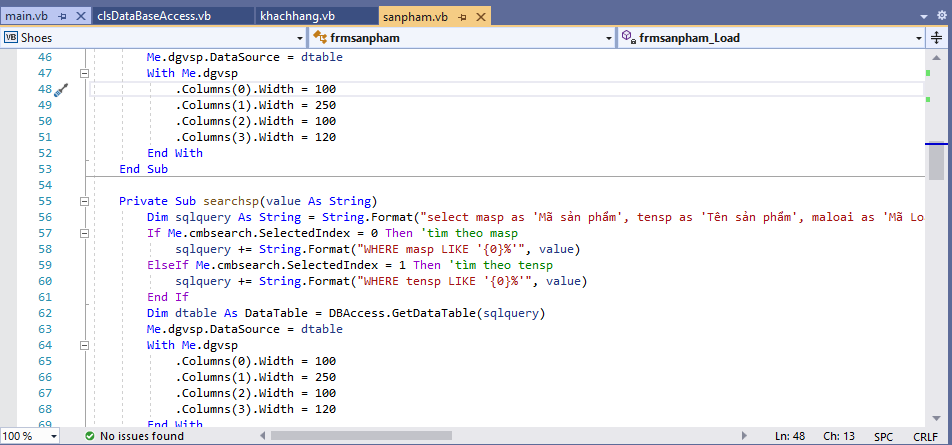 main.vb clsDataBaseAccess.vb khachhang.vb sanpham.vb
VB Shoes frmsanpham frmsanpham_Load
46 Me.dgvsp.DataSource = dtable
47 With Me.dgvsp
48 .Columns(0).Width = 100
49 .Columns(1).Width = 250
50 .Columns(2).Width = 100
51 .Columns(3).Width = 120
52 End With
53 End Sub
54
55 Private Sub searchsp(value As String)
56 Dim sqlquery As String = String.Format("select masp as 'Mã sản phẩm', tensp as 'Tên sản phẩm', maloai as 'Mã Loa
57 If Me.cmbsearch.SelectedIndex = 0 Then 'tìm theo masp
58 sqlquery += String.Format("WHERE masp LIKE '{0}%'", value)
59 ElseIf Me.cmbsearch.SelectedIndex = 1 Then 'tìm theo tensp
60 sqlquery += String.Format("WHERE tensp LIKE '{0}%'", value)
61 End If
62 Dim dtable As DataTable = DBAccess.GetDataTable(sqlquery)
63 Me.dgvsp.DataSource = dtable
64 With Me.dgvsp
65 .Columns(0).Width = 100
66 .Columns(1).Width = 250
67 .Columns(2).Width = 100
68 .Columns(3).Width = 120
69 End With
100 % No issues found Ln: 48 Ch: 13 SPC CRLF